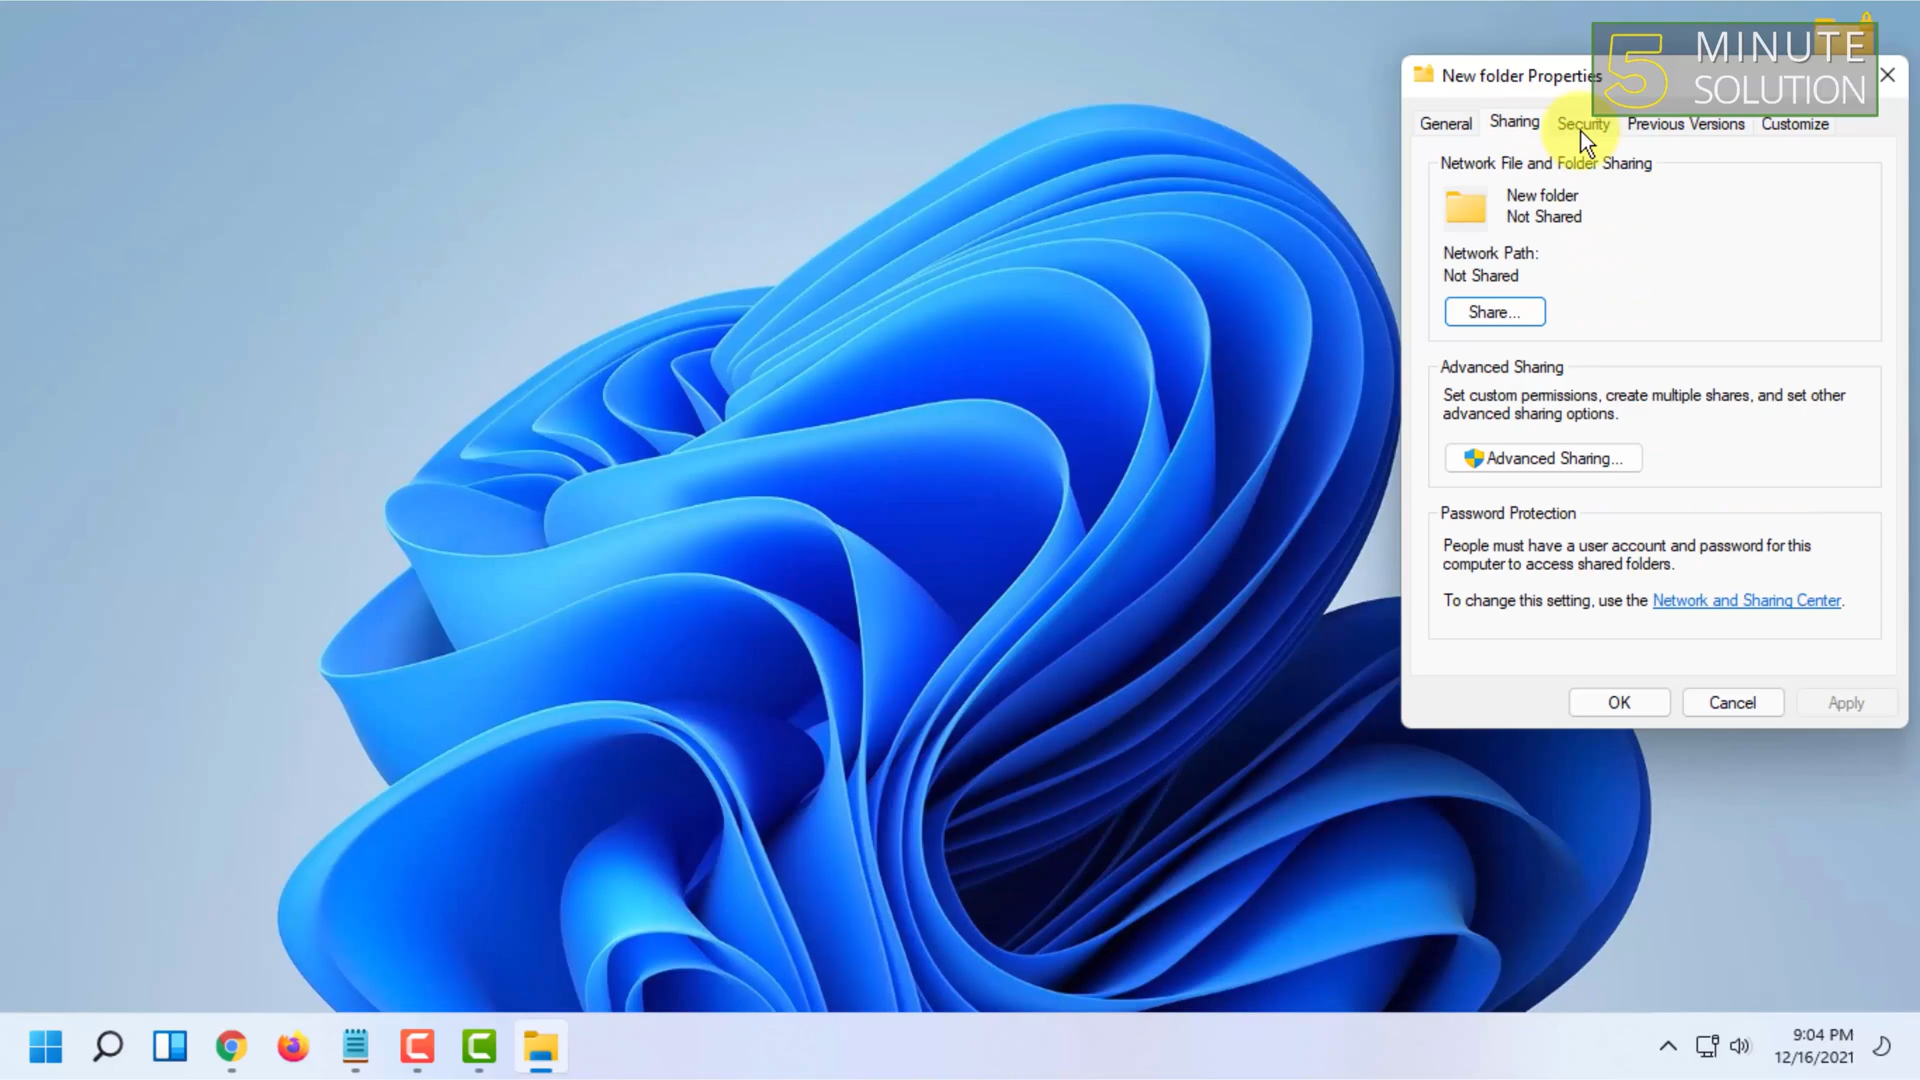 5 MINUTE
SOLUTION
New folder Properties
General Sharing Security Previous Versions Customize
Network File and Folder Sharing
New folder
Not Shared
Network Path:
Not Shared
Share...
Advanced Sharing
Set custom permissions, create multiple shares, and set other
advanced sharing options.
Advanced Sharing...
Password Protection
People must have a user account and password for this
computer to access shared folders.
To change this setting, use the Network and Sharing Center.
OK Cancel Apply
9:04 PM
12/16/2021